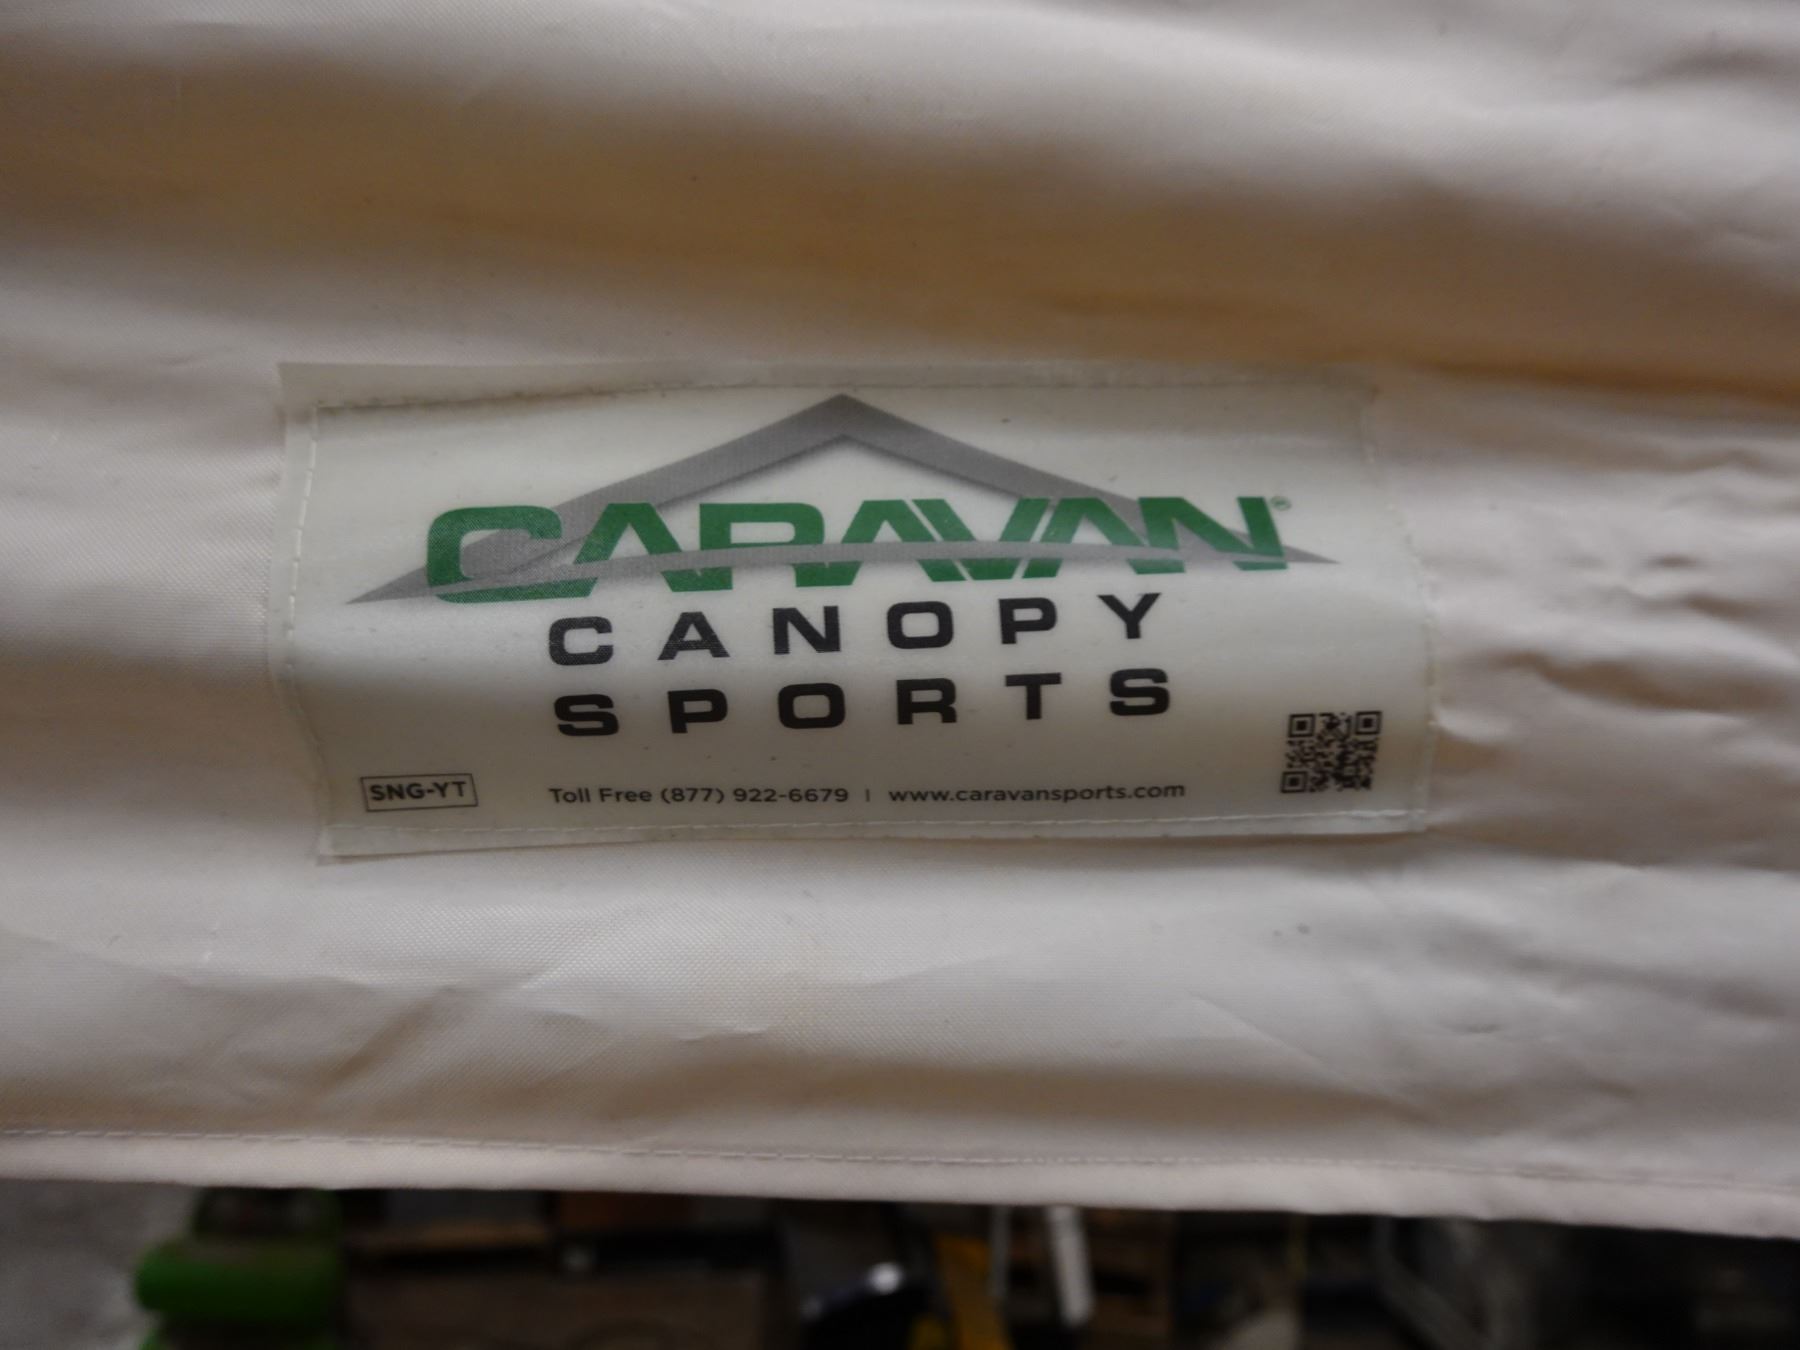 CARAVAN®
CANOPY
SPORTS
SNG-YT
Toll Free (877) 922-6679 | www.caravansports.com